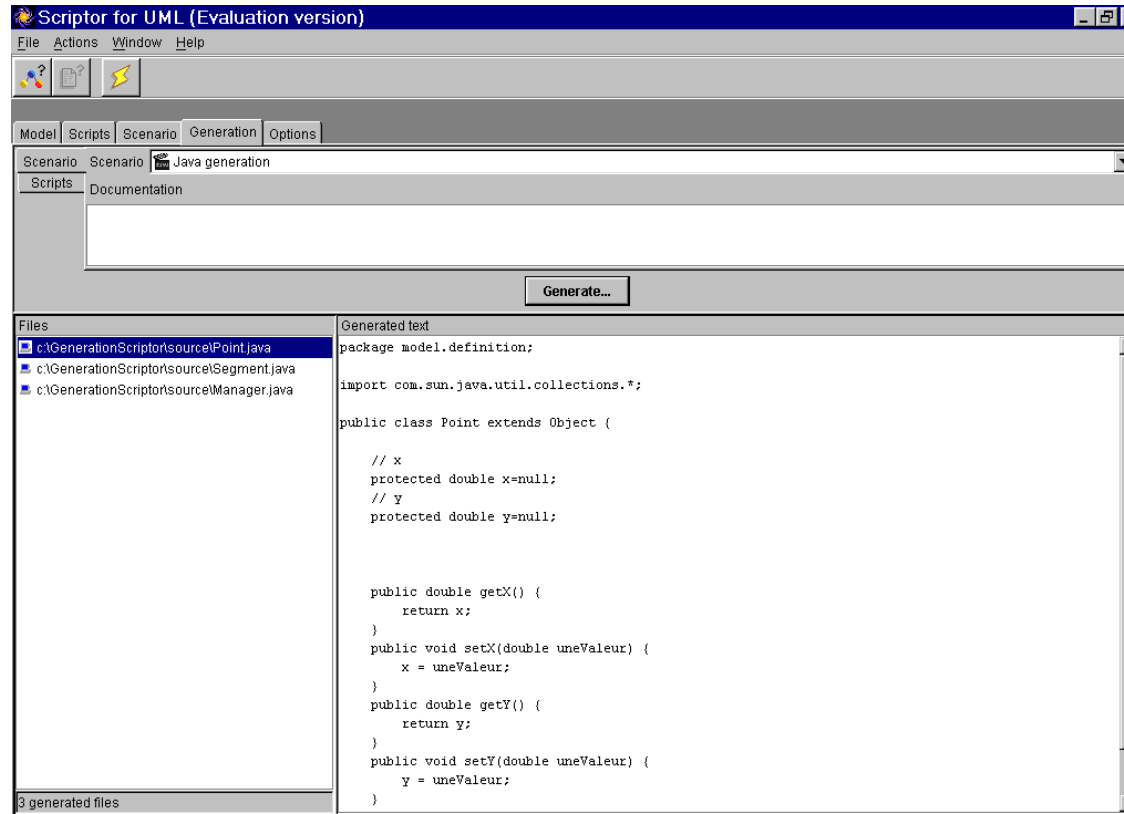 Scriptor for UML (Evaluation version)
File Actions Window Help
Model Scripts Scenario Generation Options
Scenario Scenario Java generation
Scripts Documentation
Generate...
Files
c:\GenerationScriptor\source\Point.java
c:\GenerationScriptor\source\Segment.java
c:\GenerationScriptor\source\Manager.java
3 generated files
Generated text
package model.definition;
import com.sun.java.util.collections.*;
public class Point extends Object {
// x
protected double x=null;
// y
protected double y=null;
public double getX() {
return x;
}
public void setX(double uneValeur) {
x = uneValeur;
}
public double getY() {
return y;
}
public void setY(double uneValeur) {
y = uneValeur;
}